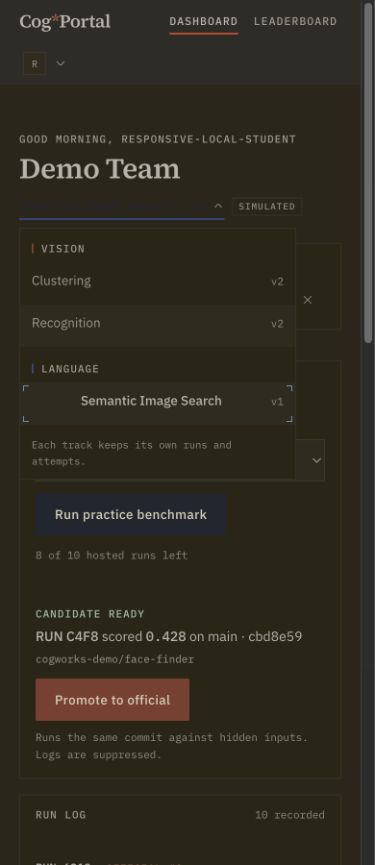 Cog*Portal
DASHBOARD LEADERBOARD
R
GOOD MORNING, RESPONSIVE-LOCAL-STUDENT
Demo Team
SIMULATED
VISION
Clustering v2
Recognition v2
LANGUAGE
Semantic Image Search v1
Each track keeps its own runs and
attempts.
Run practice benchmark
8 of 10 hosted runs left
CANDIDATE READY
RUN C4F8 scored 0.428 on main · cbd8e59
cogworks-demo/face-finder
Promote to official
Runs the same commit against hidden inputs.
Logs are suppressed.
RUN LOG 10 recorded